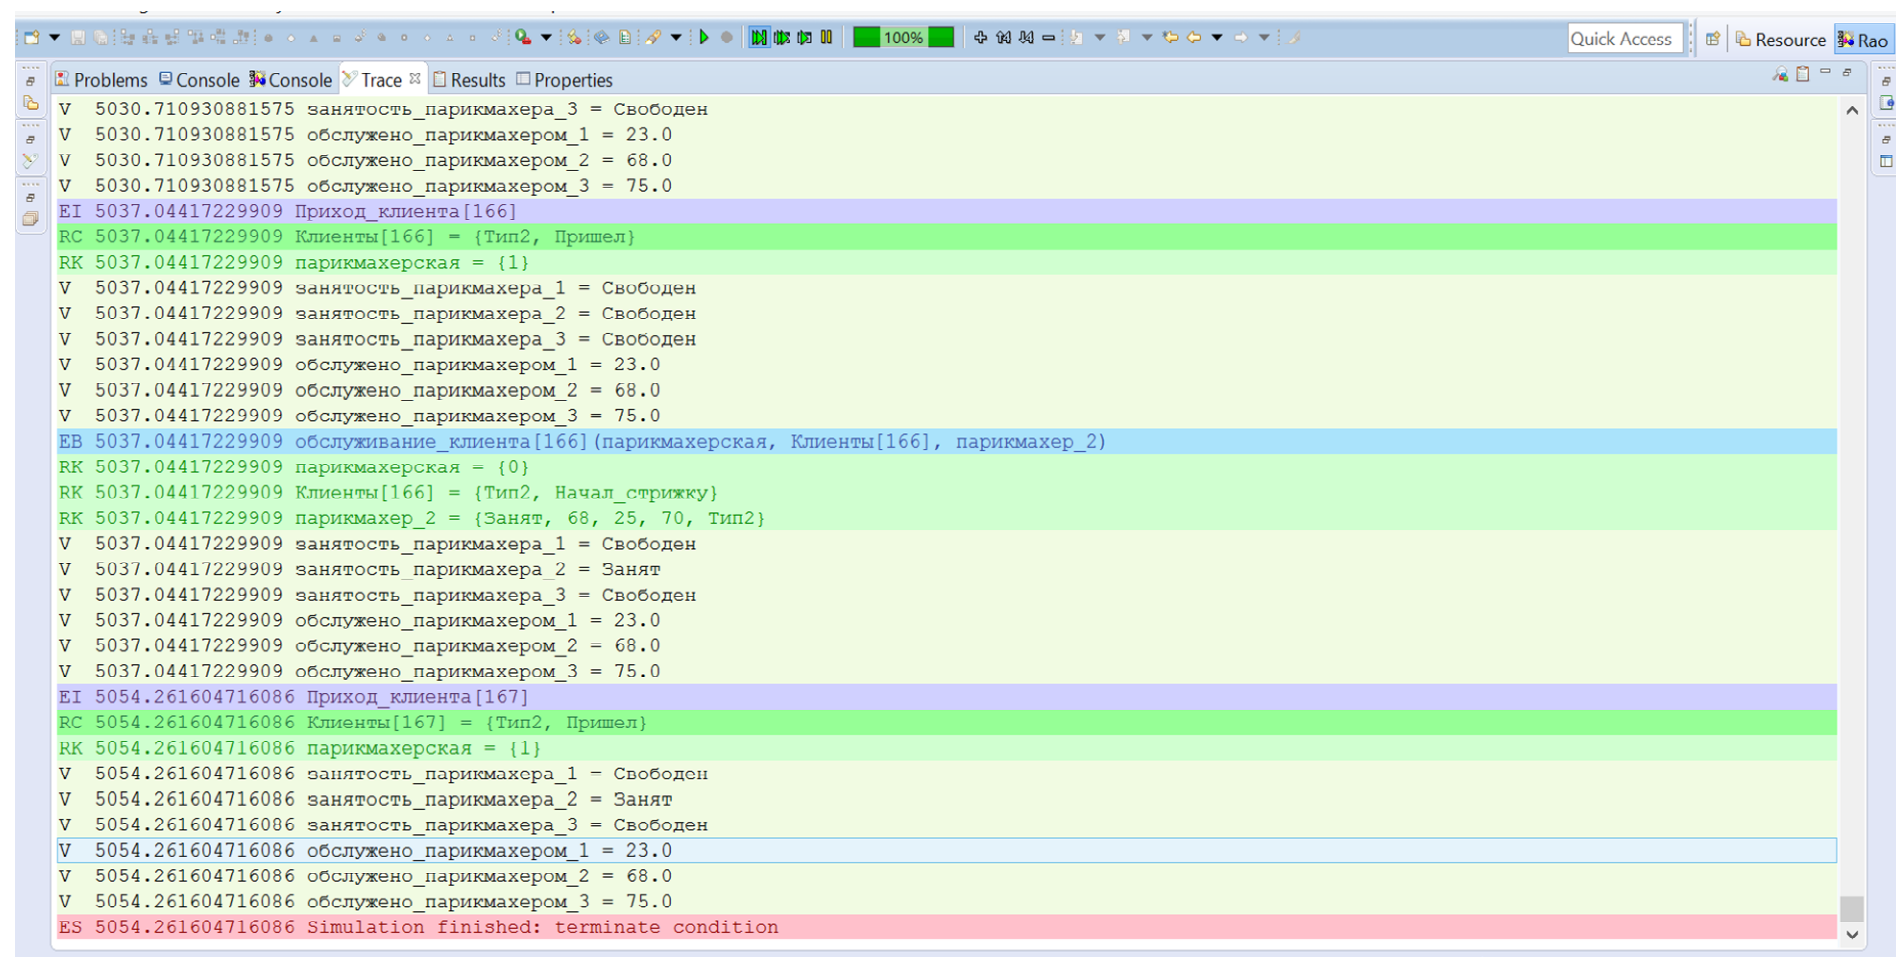 100%
Quick Access
Resource
Rao
Problems Console Console Trace Results Properties
V 5030.710930881575 занятость_парикмахера_3 = Свободен
V 5030.710930881575 обслужено_парикмахером_1 = 23.0
V 5030.710930881575 обслужено_парикмахером_2 = 68.0
V 5030.710930881575 обслужено_парикмахером_3 = 75.0
EI 5037.04417229909 Приход_клиента[166]
RC 5037.04417229909 Клиенты[166] = {Тип2, Пришел}
RK 5037.04417229909 парикмахерская = {1}
V 5037.04417229909 занятость_парикмахера_1 = Свободен
V 5037.04417229909 занятость_парикмахера_2 = Свободен
V 5037.04417229909 занятость_парикмахера_3 = Свободен
V 5037.04417229909 обслужено_парикмахером_1 = 23.0
V 5037.04417229909 обслужено_парикмахером_2 = 68.0
V 5037.04417229909 обслужено_парикмахером_3 = 75.0
EB 5037.04417229909 обслуживание_клиента[166](парикмахерская, Клиенты[166], парикмахер_2)
RK 5037.04417229909 парикмахерская = {0}
RK 5037.04417229909 Клиенты[166] = {Тип2, Начал_стрижку}
RK 5037.04417229909 парикмахер_2 = {Занят, 68, 25, 70, Тип2}
V 5037.04417229909 занятость_парикмахера_1 = Свободен
V 5037.04417229909 занятость_парикмахера_2 = Занят
V 5037.04417229909 занятость_парикмахера_3 = Свободен
V 5037.04417229909 обслужено_парикмахером_1 = 23.0
V 5037.04417229909 обслужено_парикмахером_2 = 68.0
V 5037.04417229909 обслужено_парикмахером_3 = 75.0
EI 5054.261604716086 Приход_клиента[167]
RC 5054.261604716086 Клиенты[167] = {Тип2, Пришел}
RK 5054.261604716086 парикмахерская = {1}
V 5054.261604716086 занятость_парикмахера_1 = Свободен
V 5054.261604716086 занятость_парикмахера_2 = Занят
V 5054.261604716086 занятость_парикмахера_3 = Свободен
V 5054.261604716086 обслужено_парикмахером_1 = 23.0
V 5054.261604716086 обслужено_парикмахером_2 = 68.0
V 5054.261604716086 обслужено_парикмахером_3 = 75.0
ES 5054.261604716086 Simulation finished: terminate condition